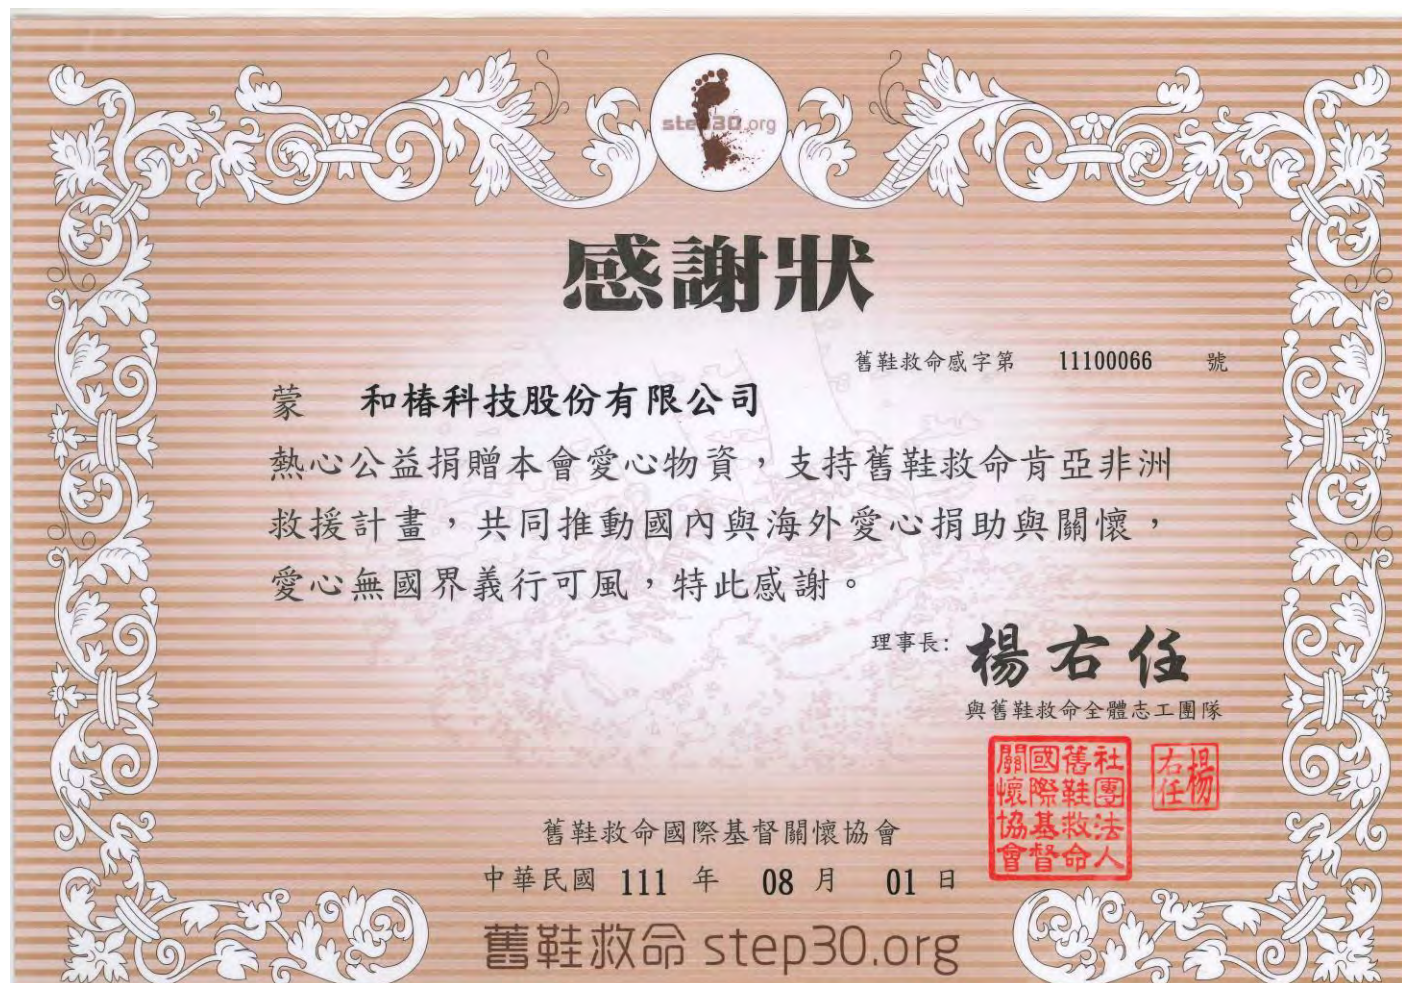 step30.org
感謝狀
舊鞋救命感字第 11100066 號
蒙 和椿科技股份有限公司
熱心公益捐贈本會愛心物資，支持舊鞋救命肯亞非洲
救援計畫，共同推動國內與海外愛心捐助與關懷，
愛心無國界義行可風，特此感謝。
理事長: 楊右任
與舊鞋救命全體志工團隊
社團法人
舊鞋救命
國際基督
關懷協會
楊
右任
舊鞋救命國際基督關懷協會
中華民國 111 年 08 月 01 日
舊鞋救命 step30.org